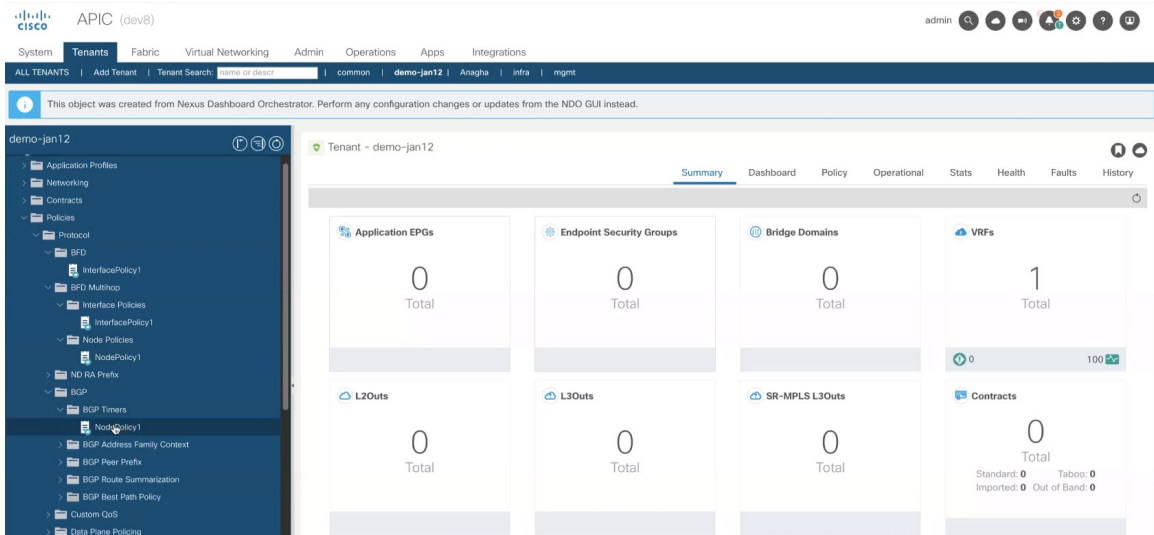 CISCO APIC (dev8) admin
3
1
System Tenants Fabric Virtual Networking Admin Operations Apps Integrations
ALL TENANTS | Add Tenant | Tenant Search: name or descr | common | demo-jan12 | Anagha | infra | mgmt
This object was created from Nexus Dashboard Orchestrator. Perform any configuration changes or updates from the NDO GUI instead.
demo-jan12
Application Profiles
Networking
Contracts
Policies
Protocol
BFD
InterfacePolicy1
BFD Multihop
Interface Policies
InterfacePolicy1
Node Policies
NodePolicy1
ND RA Prefix
BGP
BGP Timers
NodePolicy1
BGP Address Family Context
BGP Peer Prefix
BGP Route Summarization
BGP Best Path Policy
Custom QoS
Data Plane Policing
Tenant - demo-jan12
Summary Dashboard Policy Operational Stats Health Faults History
Application EPGs
0
Total
Endpoint Security Groups
0
Total
Bridge Domains
0
Total
VRFs
1
Total
0 100
L2Outs
0
Total
L3Outs
0
Total
SR-MPLS L3Outs
0
Total
Contracts
0
Total
Standard: 0 Taboo: 0
Imported: 0 Out of Band: 0